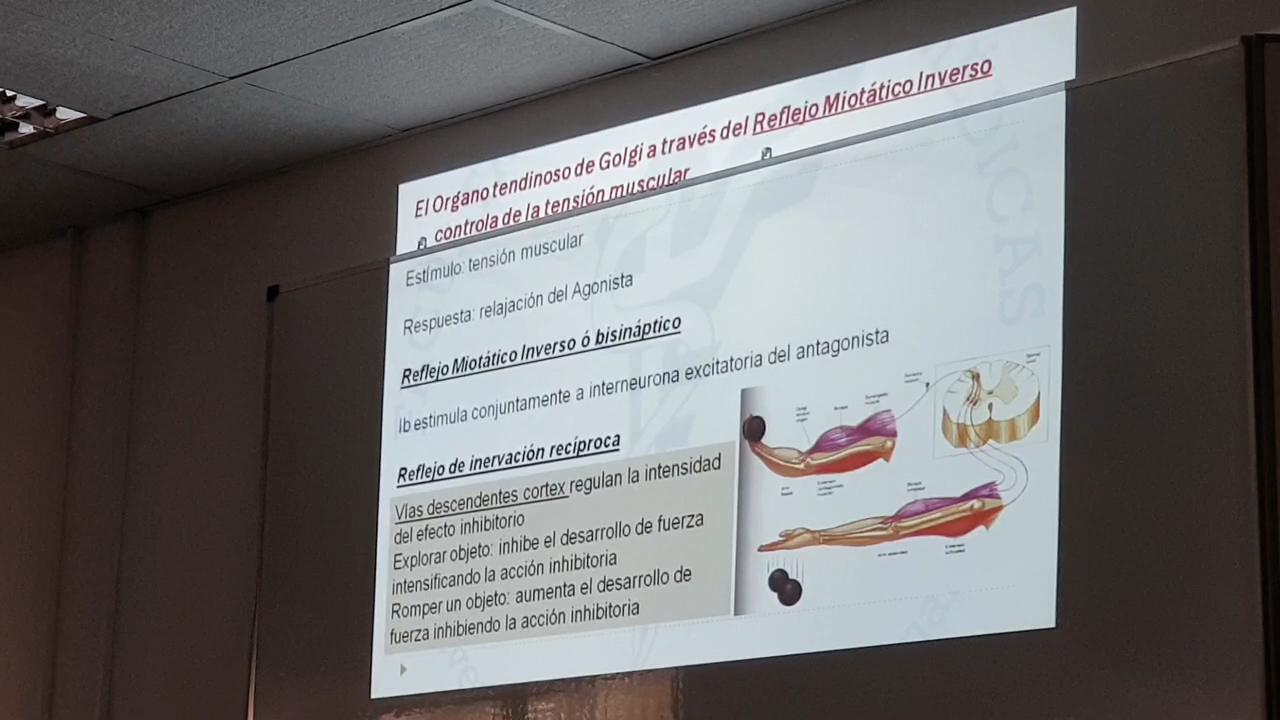 El Organo tendinoso de Golgi a través del Reflejo Miotático Inverso
controla de la tensión muscular
Estímulo: tensión muscular
Respuesta: relajación del Agonista
Reflejo Miotático Inverso ó bisináptico
Ib estimula conjuntamente a interneurona excitatoria del antagonista
Reflejo de inervación recíproca
Vías descendentes cortex regulan la intensidad
del efecto inhibitorio
Explorar objeto: inhibe el desarrollo de fuerza
intensificando la acción inhibitoria
Romper un objeto: aumenta el desarrollo de
fuerza inhibiendo la acción inhibitoria
ICAS